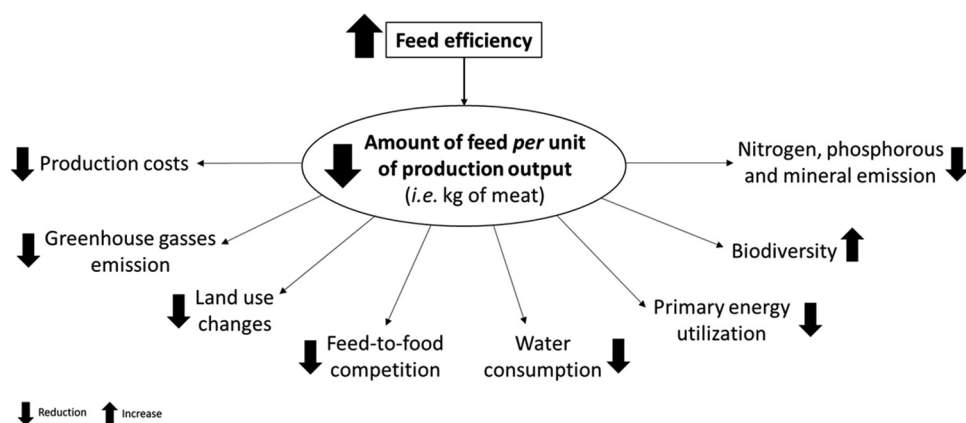 Feed efficiency
Amount of feed per unit
of production output
(i.e. kg of meat)
Production costs
Nitrogen, phosphorous
and mineral emission
Greenhouse gasses
emission
Biodiversity
Land use
changes
Primary energy
utilization
Feed-to-food
competition
Water
consumption
Reduction
Increase